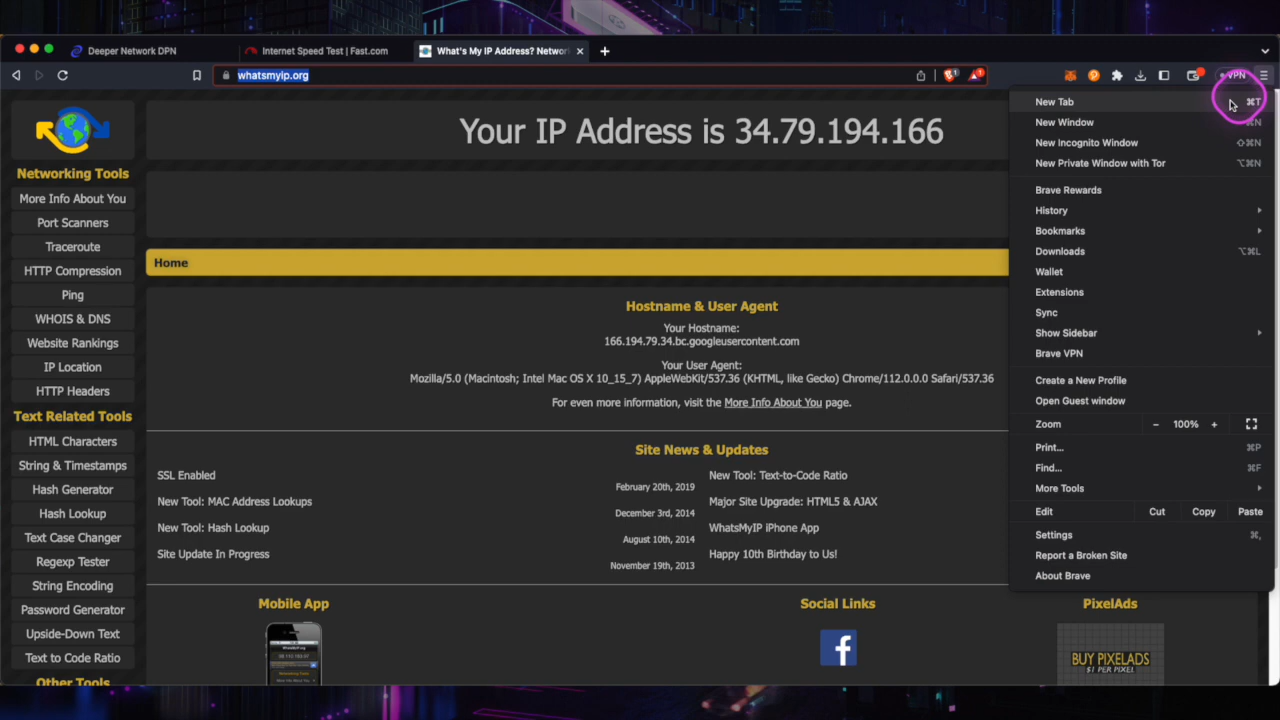 Deeper Network DPN
Internet Speed Test | Fast.com
What's My IP Address? Networ
whatsmyip.org
1
1
VPN
Your IP Address is 34.79.194.166
Networking Tools
More Info About You
Port Scanners
Traceroute
HTTP Compression
Ping
WHOIS & DNS
Website Rankings
IP Location
HTTP Headers
Text Related Tools
HTML Characters
String & Timestamps
Hash Generator
Hash Lookup
Text Case Changer
Regexp Tester
String Encoding
Password Generator
Upside-Down Text
Text to Code Ratio
Other Tools
Home
Hostname & User Agent
Your Hostname:
166.194.79.34.bc.googleusercontent.com
Your User Agent:
Mozilla/5.0 (Macintosh; Intel Mac OS X 10_15_7) AppleWebKit/537.36 (KHTML, like Gecko) Chrome/112.0.0.0 Safari/537.36
For even more information, visit the More Info About You page.
Site News & Updates
SSL Enabled
February 20th, 2019
New Tool: MAC Address Lookups
December 3rd, 2014
New Tool: Hash Lookup
August 10th, 2014
Site Update In Progress
November 19th, 2013
New Tool: Text-to-Code Ratio
Major Site Upgrade: HTML5 & AJAX
WhatsMyIP iPhone App
Happy 10th Birthday to Us!
Mobile App
Social Links
PixelAds
BUY PIXELADS
$1 PER PIXEL
New Tab ⌘T
New Window ⌘N
New Incognito Window ⇧⌘N
New Private Window with Tor ⌥⌘N
Brave Rewards
History
Bookmarks
Downloads ⌥⌘L
Wallet
Extensions
Sync
Show Sidebar
Brave VPN
Create a New Profile
Open Guest window
Zoom − 100% +
Print... ⌘P
Find... ⌘F
More Tools
Edit Cut Copy Paste
Settings ⌘,
Report a Broken Site
About Brave